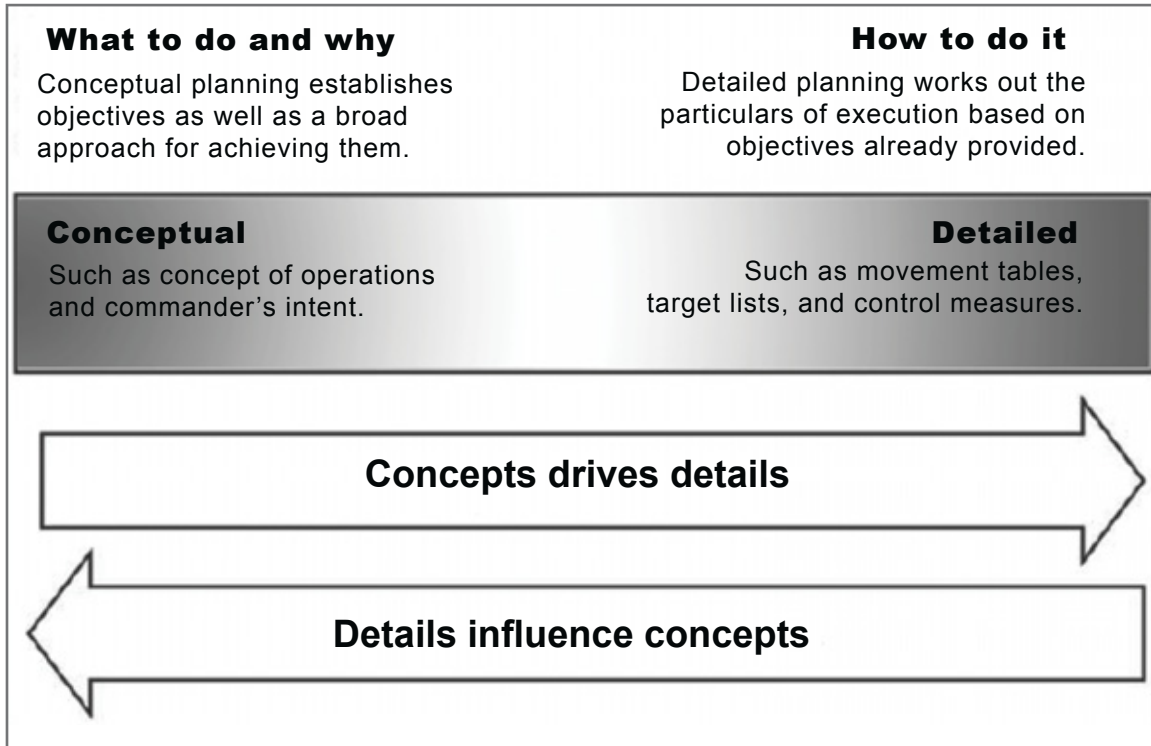 What to do and why
Conceptual planning establishes
objectives as well as a broad
approach for achieving them.
How to do it
Detailed planning works out the
particulars of execution based on
objectives already provided.
Conceptual
Such as concept of operations
and commander’s intent.
Detailed
Such as movement tables,
target lists, and control measures.
Concepts drives details
Details influence concepts